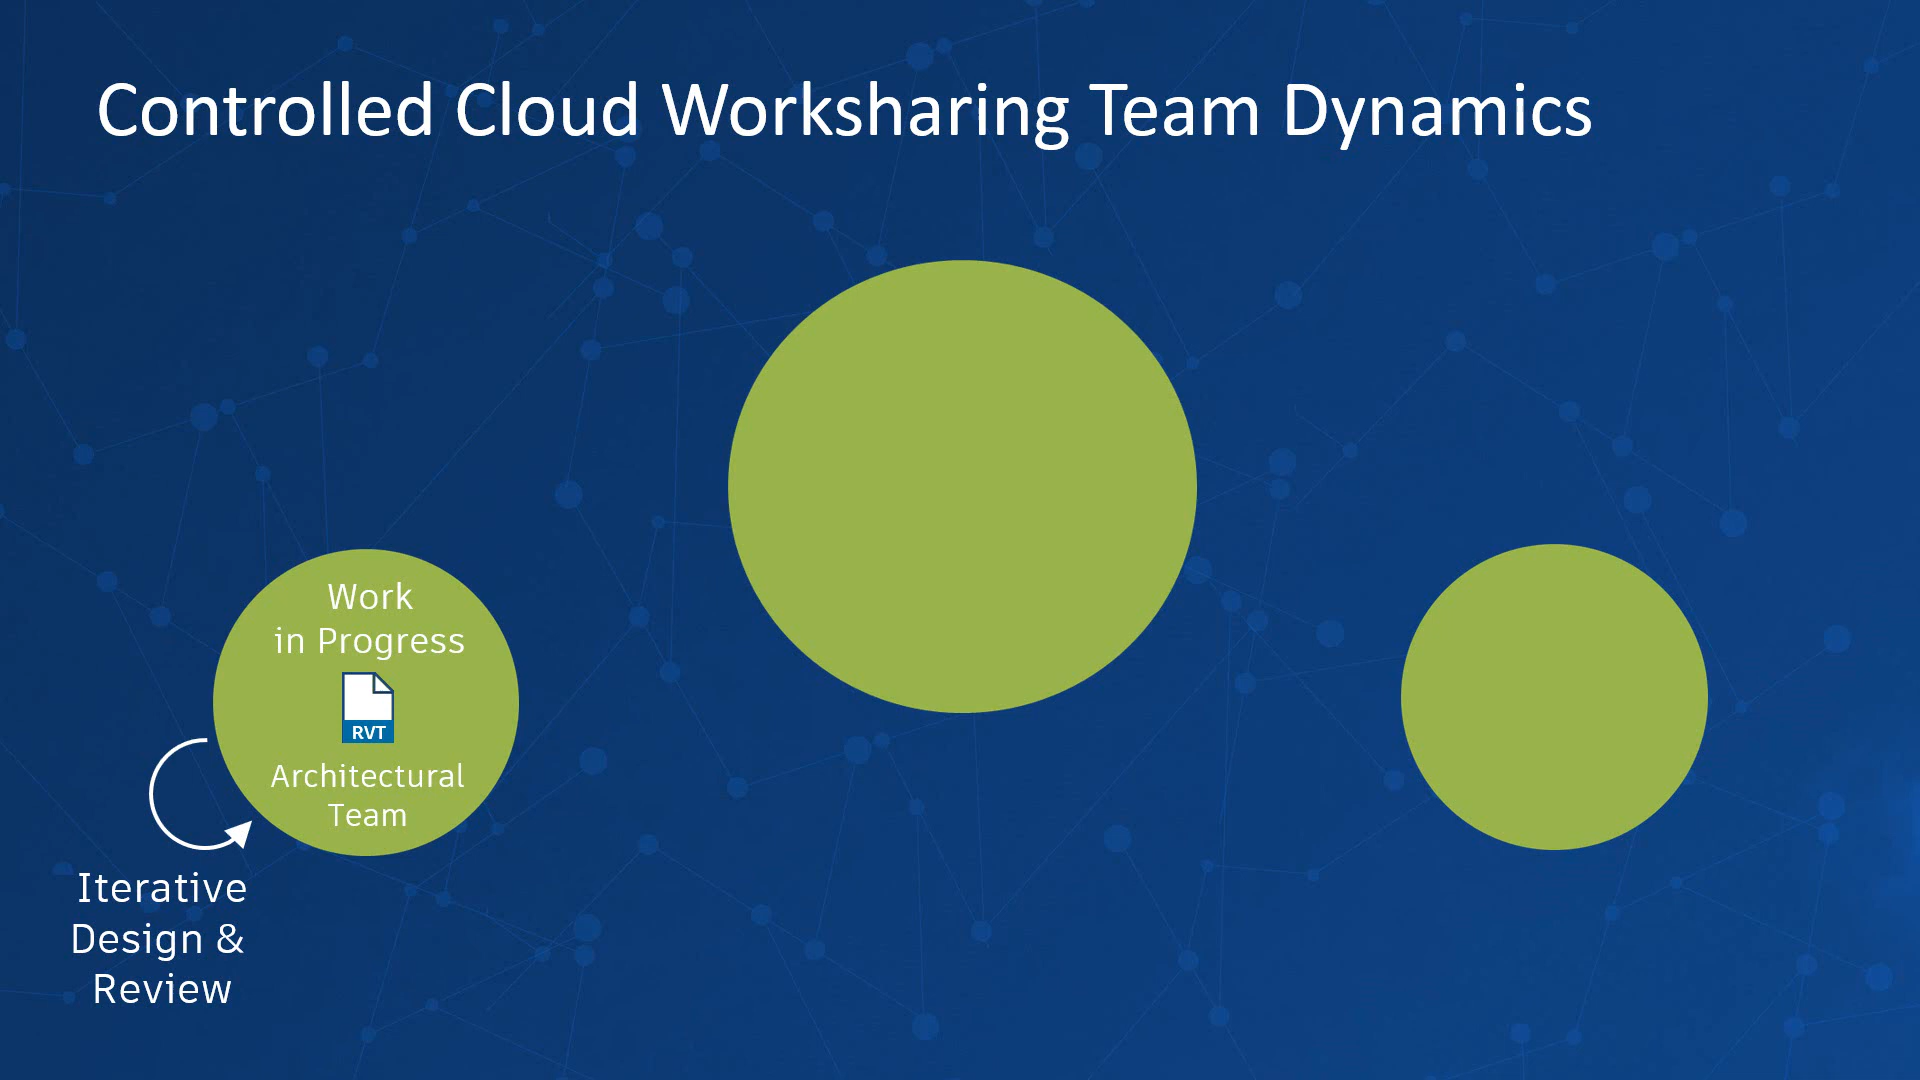 Controlled Cloud Worksharing Team Dynamics
Work
in Progress
RVT
Architectural
Team
Iterative
Design &
Review